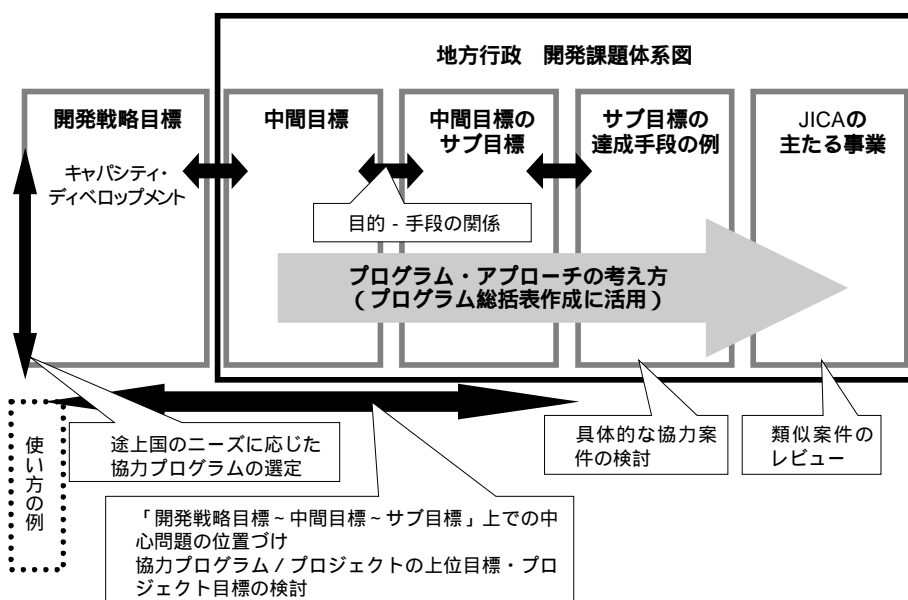 地方行政　開発課題体系図
開発戦略目標
キャパシティ・
ディベロップメント
中間目標
中間目標の
サブ目標
サブ目標の
達成手段の例
JICAの
主たる事業
目的 - 手段の関係
プログラム・アプローチの考え方
（プログラム総括表作成に活用）
使い方の例
途上国のニーズに応じた
協力プログラムの選定
「開発戦略目標～中間目標～サブ目標」上での中
心問題の位置づけ
協力プログラム / プロジェクトの上位目標・プロ
ジェクト目標の検討
具体的な協力案
件の検討
類似案件の
レビュー